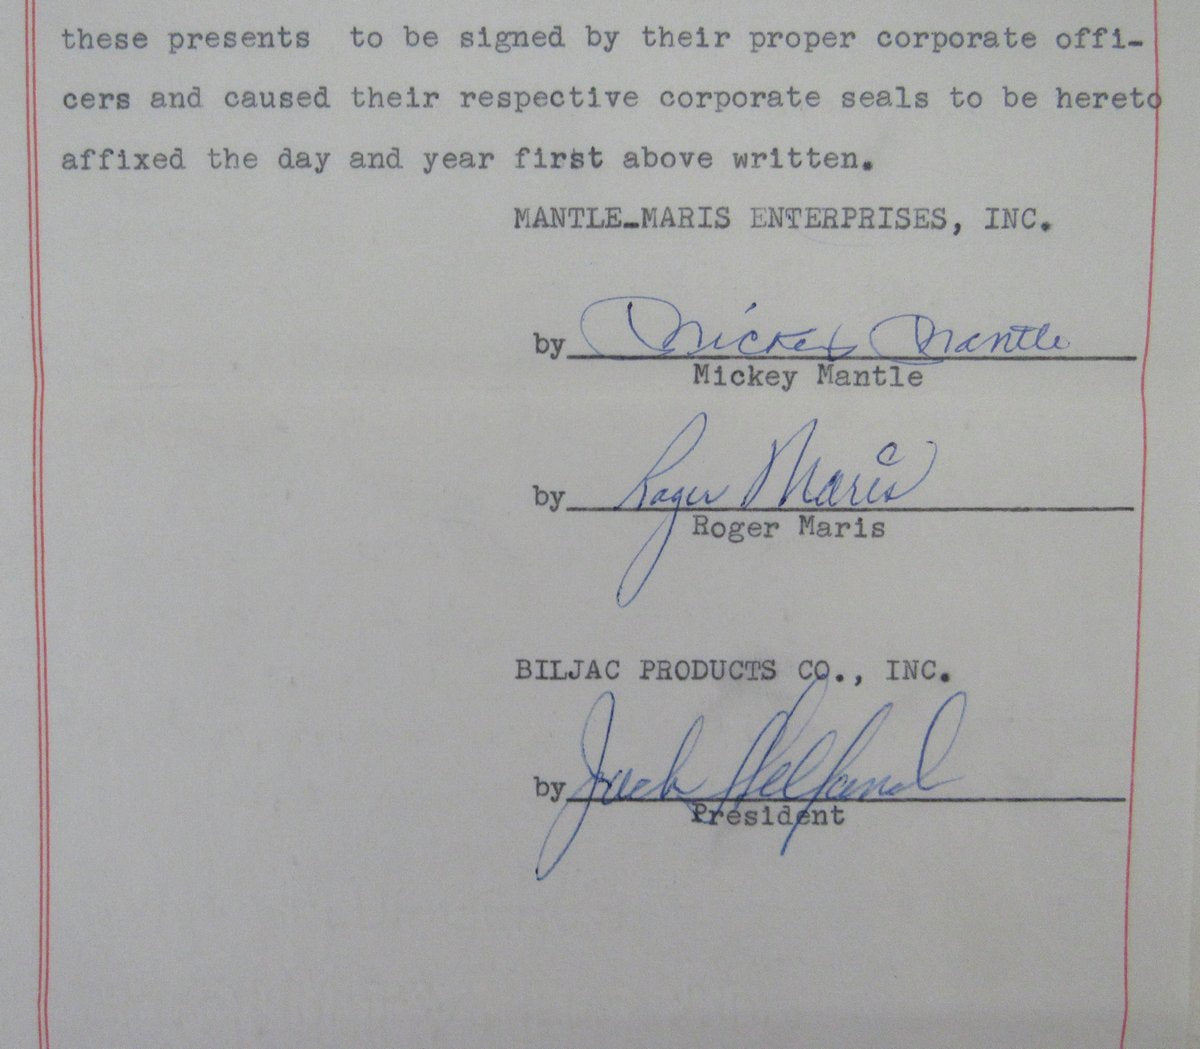 these presents to be signed by their proper corporate offi-
cers and caused their respective corporate seals to be hereto
affixed the day and year first above written.
MANTLE-MARIS ENTERPRISES, INC.
by Mickey Mantle
Mickey Mantle
by Roger Maris
Roger Maris
BILJAC PRODUCTS CO., INC.
by Jack Helfand
President